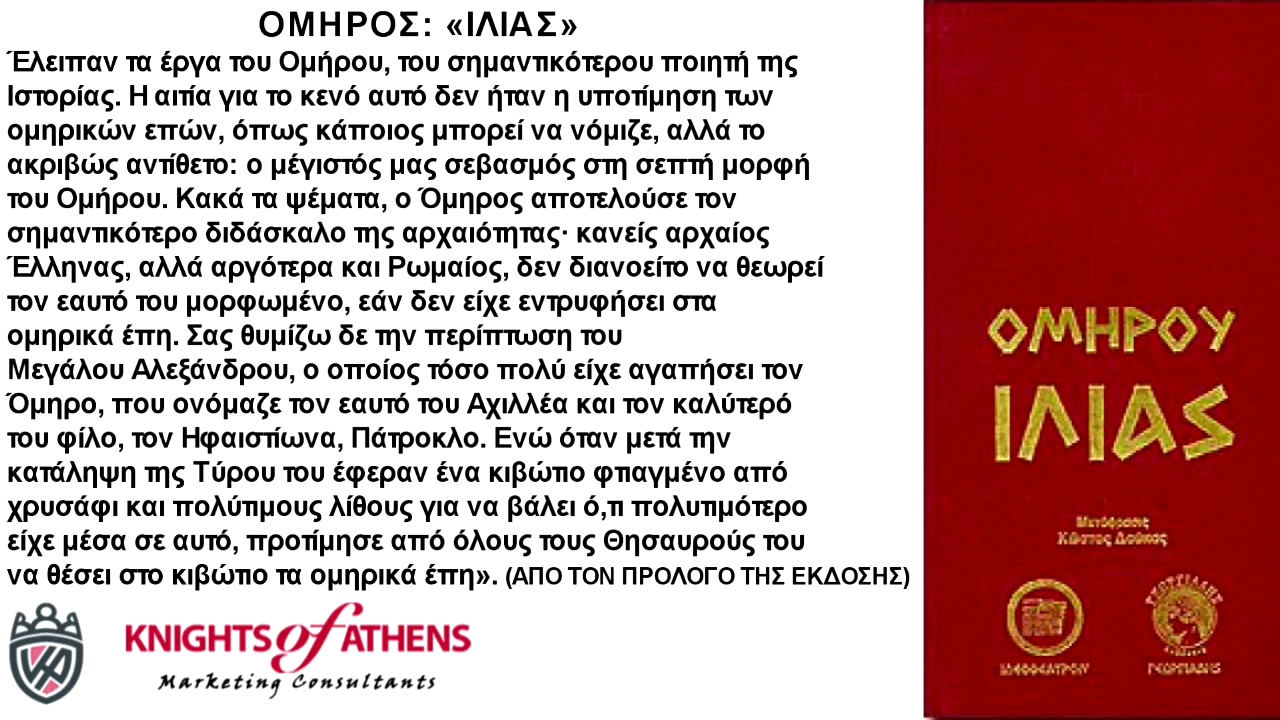 ΟΜΗΡΟΣ: «ΙΛΙΑΣ»
Έλειπαν τα έργα του Ομήρου, του σημαντικότερου ποιητή της
Ιστορίας. Η αιτία για το κενό αυτό δεν ήταν η υποτίμηση των
ομηρικών επών, όπως κάποιος μπορεί να νόμιζε, αλλά το
ακριβώς αντίθετο: ο μέγιστός μας σεβασμός στη σεπτή μορφή
του Ομήρου. Κακά τα ψέματα, ο Όμηρος αποτελούσε τον
σημαντικότερο διδάσκαλο της αρχαιότητας· κανείς αρχαίος
Έλληνας, αλλά αργότερα και Ρωμαίος, δεν διανοείτο να θεωρεί
τον εαυτό του μορφωμένο, εάν δεν είχε εντρυφήσει στα
ομηρικά έπη. Σας θυμίζω δε την περίπτωση του
Μεγάλου Αλεξάνδρου, ο οποίος τόσο πολύ είχε αγαπήσει τον
Όμηρο, που ονόμαζε τον εαυτό του Αχιλλέα και τον καλύτερό
του φίλο, τον Ηφαιστίωνα, Πάτροκλο. Ενώ όταν μετά την
κατάληψη της Τύρου του έφεραν ένα κιβώτιο φτιαγμένο από
χρυσάφι και πολύτιμους λίθους για να βάλει ό,τι πολυτιμότερο
είχε μέσα σε αυτό, προτίμησε από όλους τους Θησαυρούς του
να θέσει στο κιβώτιο τα ομηρικά έπη». (ΑΠΟ ΤΟΝ ΠΡΟΛΟΓΟ ΤΗΣ ΕΚΔΟΣΗΣ)
KNIGHTS of ATHENS
Marketing Consultants
ΟΜΗΡΟΥ
ΙΛΙΑΣ
Μετάφρασις
Κώστας Δούκας
ΙΔΕΟΘΕΑΤΡΟΝ
ΓΕΩΡΓΙΑΔΗΣ